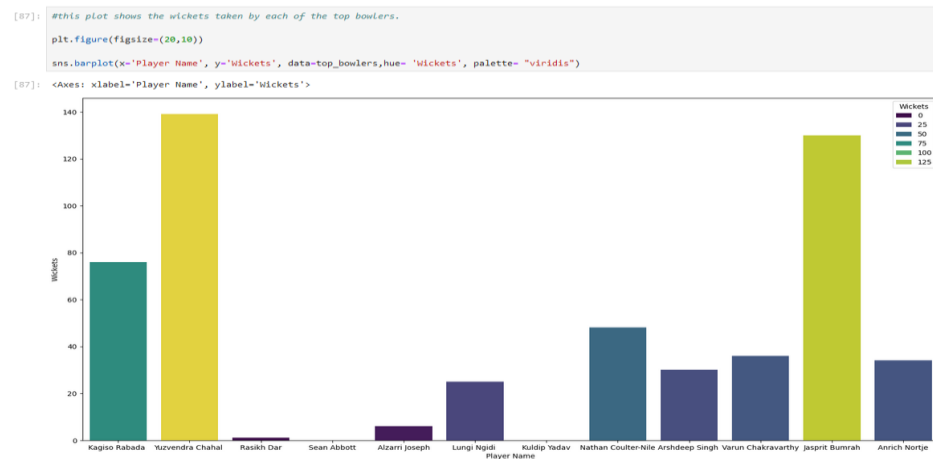 [87]: #this plot shows the wickets taken by each of the top bowlers.
plt.figure(figsize=(20,10))
sns.barplot(x='Player Name', y='Wickets', data=top_bowlers,hue= 'Wickets', palette= "viridis")
[87]: <Axes: xlabel='Player Name', ylabel='Wickets'>
Wickets
0
25
50
75
100
125
140
120
100
80
60
40
20
0
Wickets
Kagiso Rabada Yuzvendra Chahal Rasikh Dar Sean Abbott Alzarri Joseph Lungi Ngidi Kuldip Yadav Nathan Coulter-Nile Arshdeep Singh Varun Chakravarthy Jasprit Bumrah Anrich Nortje
Player Name